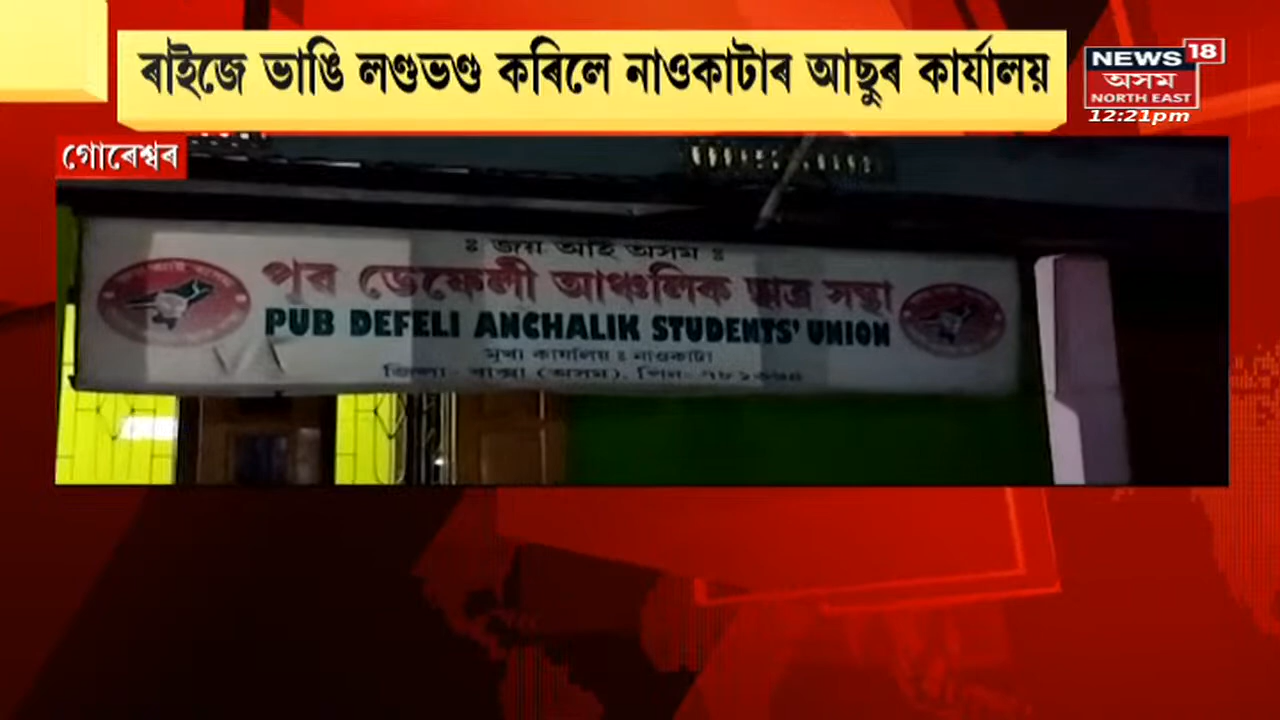 ৰাইজে ভাঙি লণ্ডভণ্ড কৰিলে নাওকাটাৰ আছুৰ কাৰ্যালয়
NEWS 18
অসম
NORTH EAST
12:21pm
গোৰেশ্বৰ
ঃ জয় আই অসম ঃ
পূব ডেফেলী আঞ্চলিক ছাত্ৰ সন্থা
PUB DEFELI ANCHALIK STUDENTS' UNION
মুখ্য কাৰ্যালয় ঃ নাওকাটা
জিলা - বাক্সা (অসম), পিন-